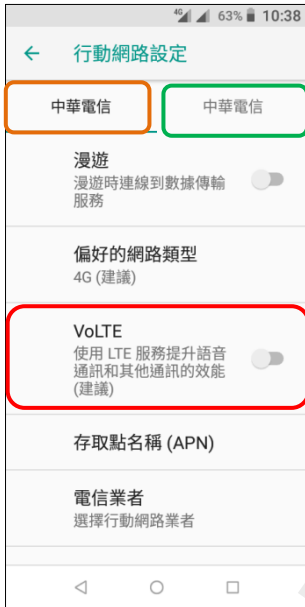 4G 63% 10:38
行動網路設定
中華電信 中華電信
漫遊
漫遊時連線到數據傳輸
服務
偏好的網路類型
4G (建議)
VoLTE
使用 LTE 服務提升語音
通訊和其他通訊的效能
(建議)
存取點名稱 (APN)
電信業者
選擇行動網路業者